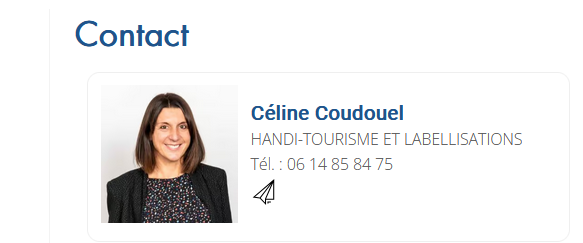 Contact
Céline Coudouel
HANDI-TOURISME ET LABELLISATIONS
Tél. : 06 14 85 84 75